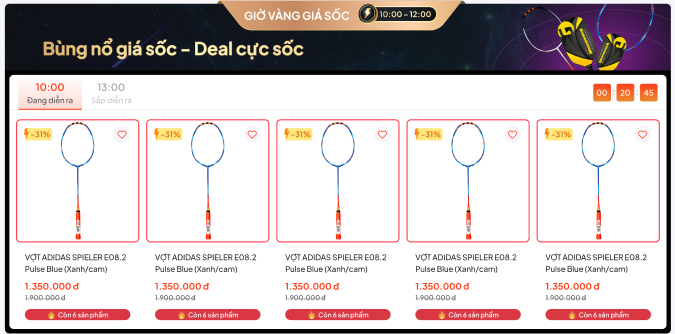 GIỜ VÀNG GIÁ SỐC
10:00 - 12:00
Bùng nổ giá sốc - Deal cực sốc
10:00
Đang diễn ra
13:00
Sắp diễn ra
00 : 20 : 45
-31%
VỢT ADIDAS SPIELER E08.2
Pulse Blue (Xanh/cam)
1.350.000 đ
1.900.000 đ
Còn 6 sản phẩm
-31%
VỢT ADIDAS SPIELER E08.2
Pulse Blue (Xanh/cam)
1.350.000 đ
1.900.000 đ
Còn 6 sản phẩm
-31%
VỢT ADIDAS SPIELER E08.2
Pulse Blue (Xanh/cam)
1.350.000 đ
1.900.000 đ
Còn 6 sản phẩm
-31%
VỢT ADIDAS SPIELER E08.2
Pulse Blue (Xanh/cam)
1.350.000 đ
1.900.000 đ
Còn 6 sản phẩm
-31%
VỢT ADIDAS SPIELER E08.2
Pulse Blue (Xanh/cam)
1.350.000 đ
1.900.000 đ
Còn 6 sản phẩm